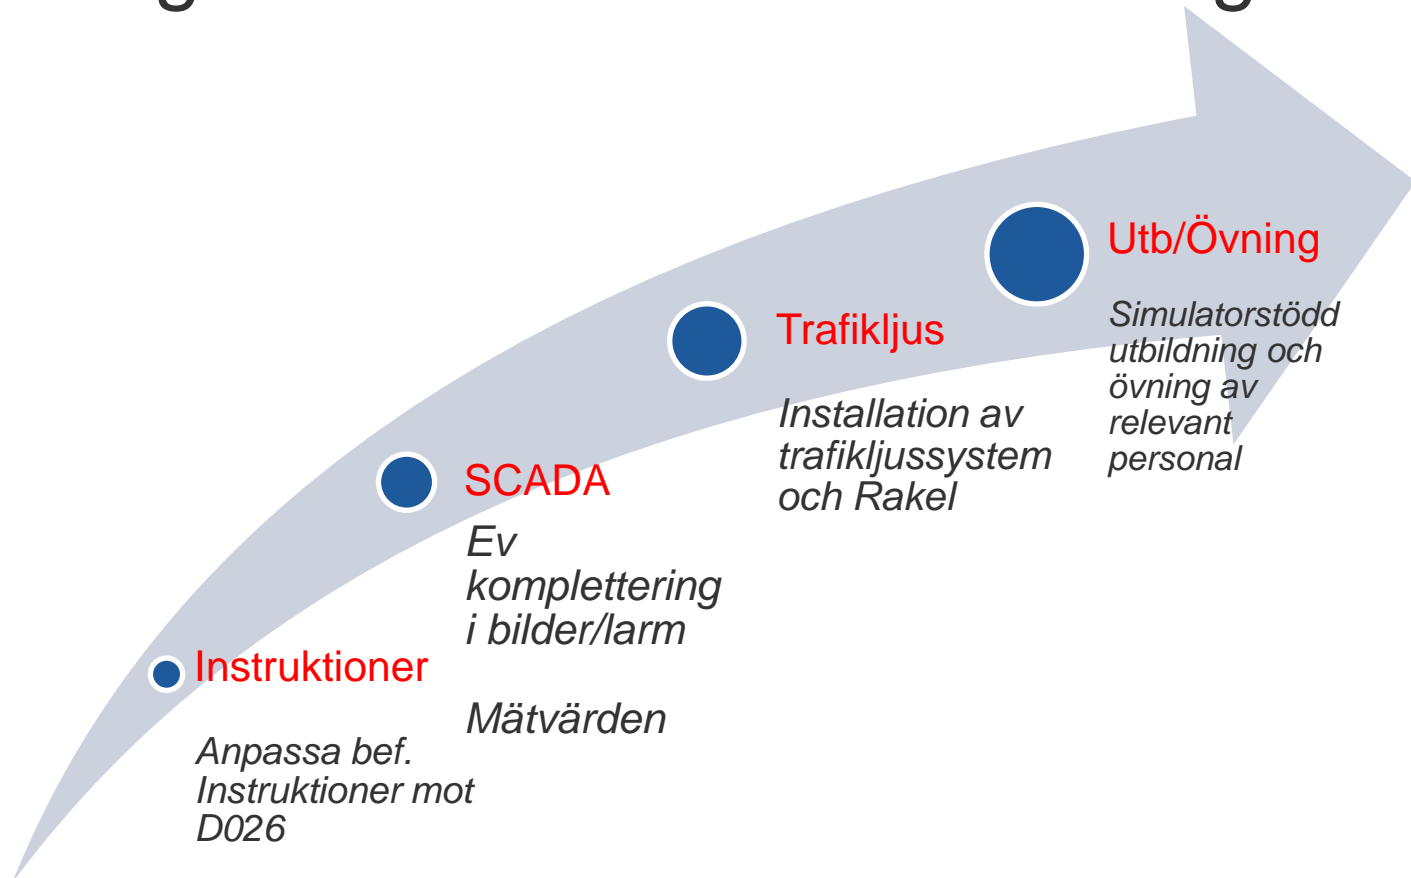 Instruktioner
Anpassa bef.
Instruktioner mot
D026
SCADA
Ev
komplettering
i bilder/larm
Mätvärden
Trafikljus
Installation av
trafikljussystem
och Rakel
Utb/Övning
Simulatorstödd
utbildning och
övning av
relevant
personal